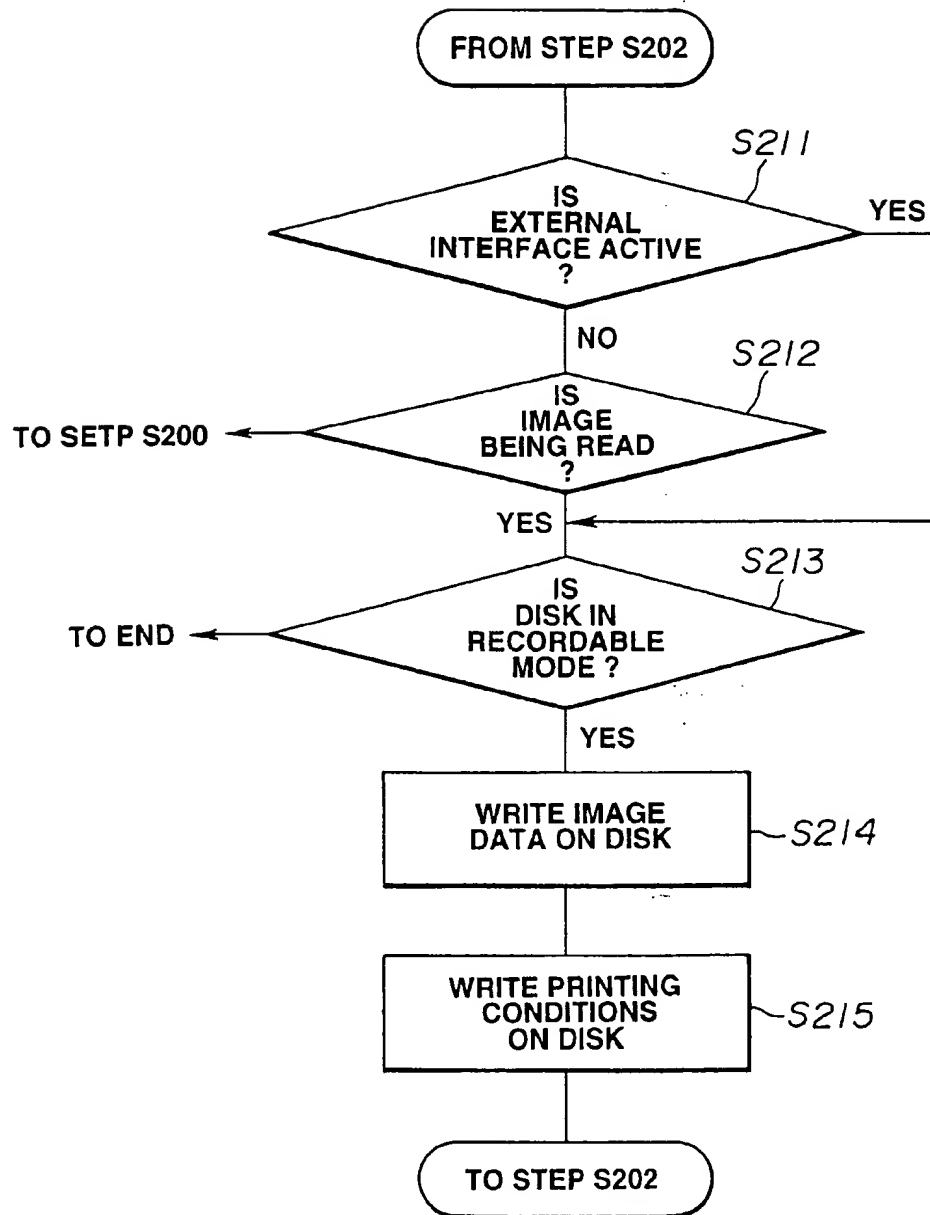 FROM STEP S202
S211
IS
EXTERNAL
INTERFACE ACTIVE
?
YES
NO
S212
IS
IMAGE
BEING READ
?
TO SETP S200
YES
S213
IS
DISK IN
RECORDABLE
MODE ?
TO END
YES
WRITE IMAGE
DATA ON DISK
S214
WRITE PRINTING
CONDITIONS
ON DISK
S215
TO STEP S202